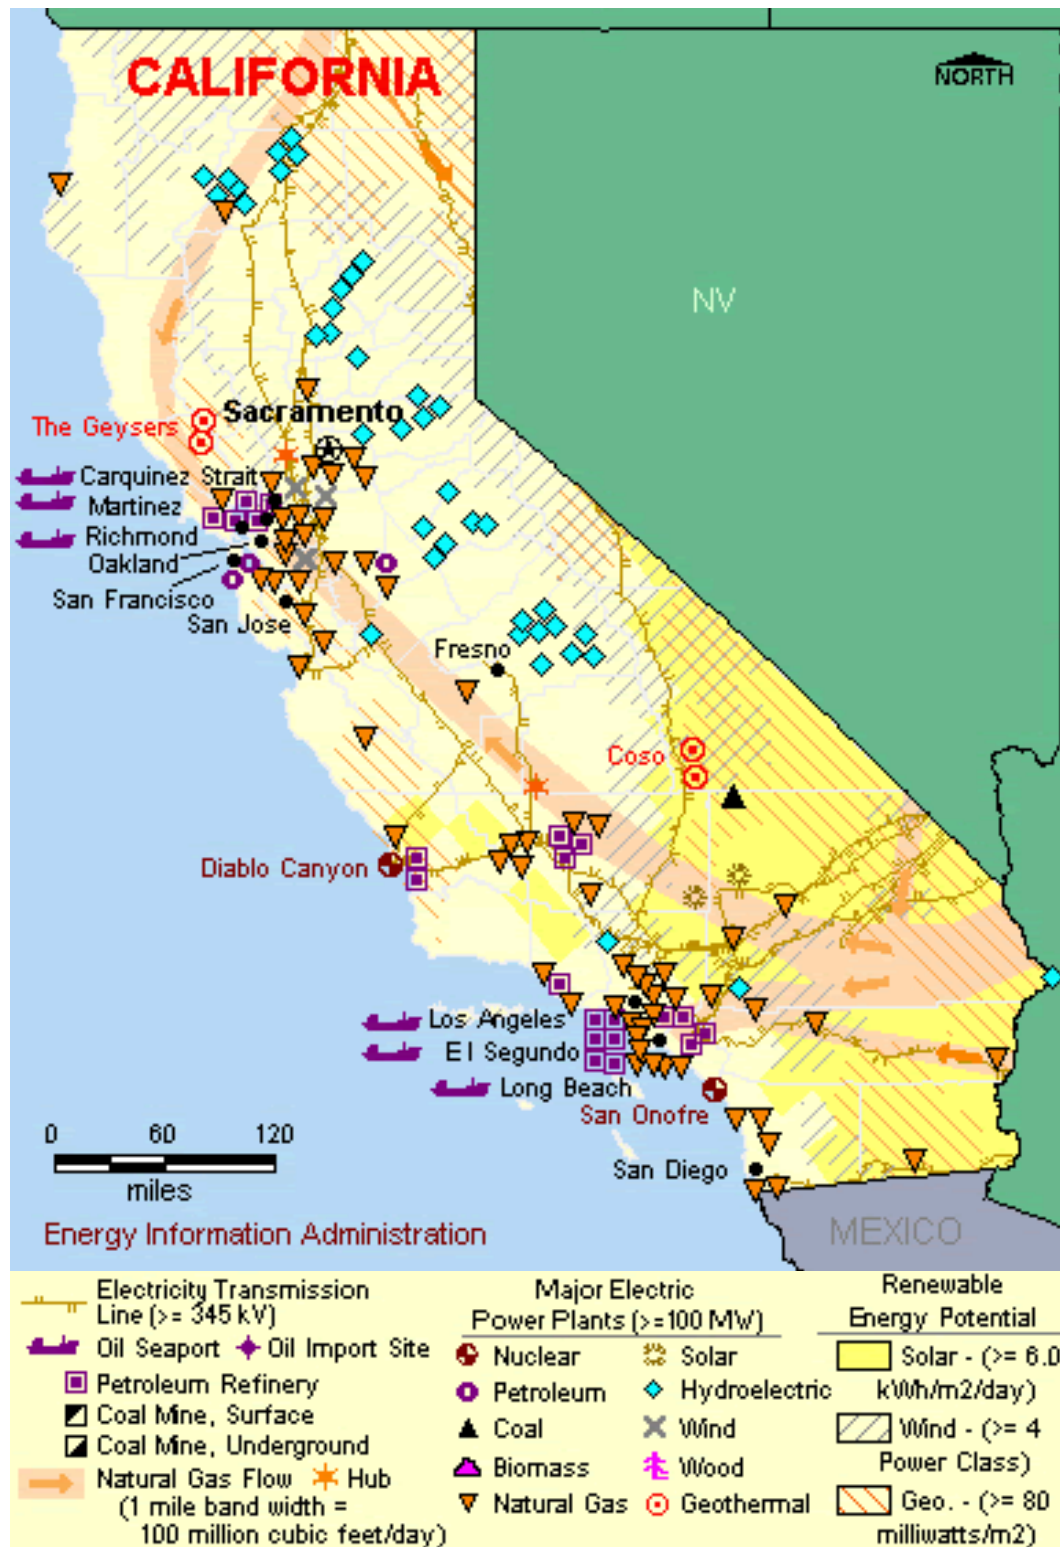 CALIFORNIA
NORTH
NV
Sacramento
The Geysers
Carquinez Strait
Martinez
Richmond
Oakland
San Francisco
San Jose
Fresno
Coso
Diablo Canyon
Los Angeles
El Segundo
Long Beach
San Onofre
San Diego
0 60 120
miles
MEXICO
Energy Information Administration
Electricity Transmission
Line (>= 345 kV)
Oil Seaport
Oil Import Site
Petroleum Refinery
Coal Mine, Surface
Coal Mine, Underground
Natural Gas Flow
Hub
(1 mile band width =
100 million cubic feet/day)
Major Electric
Power Plants (>=100 MW)
Nuclear
Solar
Petroleum
Hydroelectric
Coal
Wind
Biomass
Wood
Natural Gas
Geothermal
Renewable
Energy Potential
Solar - (>= 6.0
kWh/m2/day)
Wind - (>= 4
Power Class)
Geo. - (>= 80
milliwatts/m2)